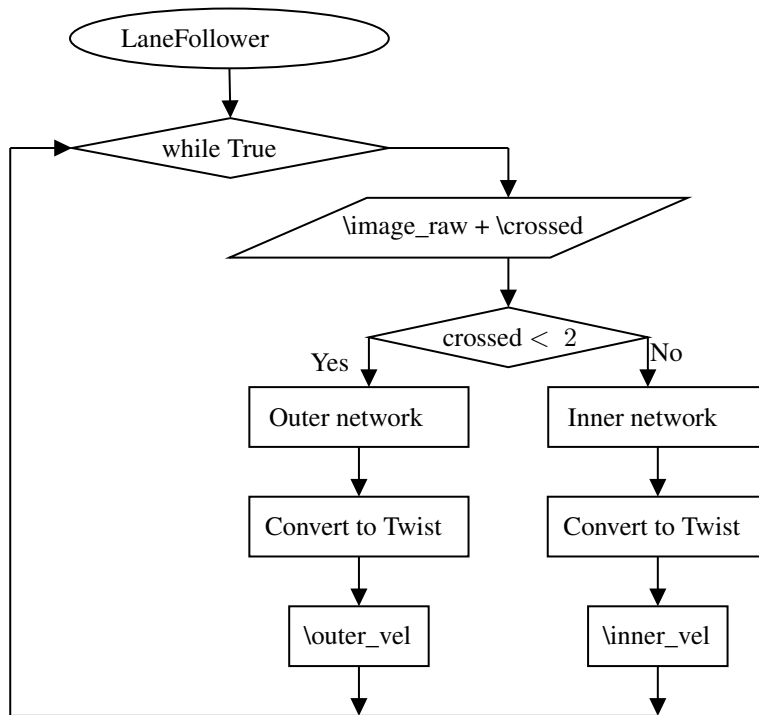 LaneFollower
while True
\image_raw + \crossed
crossed < 2
Yes
No
Outer network
Inner network
Convert to Twist
Convert to Twist
\outer_vel
\inner_vel